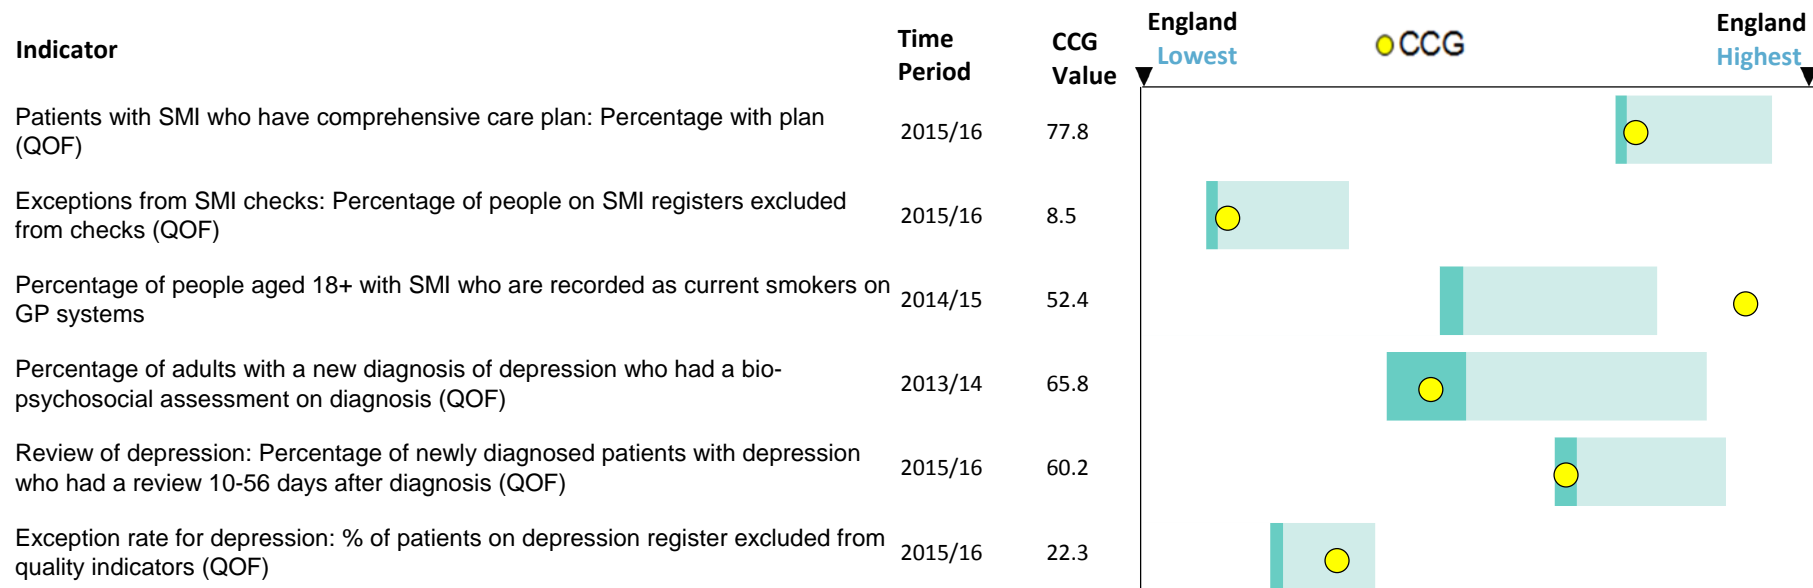 Indicator
Time
Period
CCG
Value
England
Lowest
CCG
England
Highest
Patients with SMI who have comprehensive care plan: Percentage with plan
(QOF)
2015/16
77.8
Exceptions from SMI checks: Percentage of people on SMI registers excluded
from checks (QOF)
2015/16
8.5
Percentage of people aged 18+ with SMI who are recorded as current smokers on
GP systems
2014/15
52.4
Percentage of adults with a new diagnosis of depression who had a bio-
psychosocial assessment on diagnosis (QOF)
2013/14
65.8
Review of depression: Percentage of newly diagnosed patients with depression
who had a review 10-56 days after diagnosis (QOF)
2015/16
60.2
Exception rate for depression: % of patients on depression register excluded from
quality indicators (QOF)
2015/16
22.3